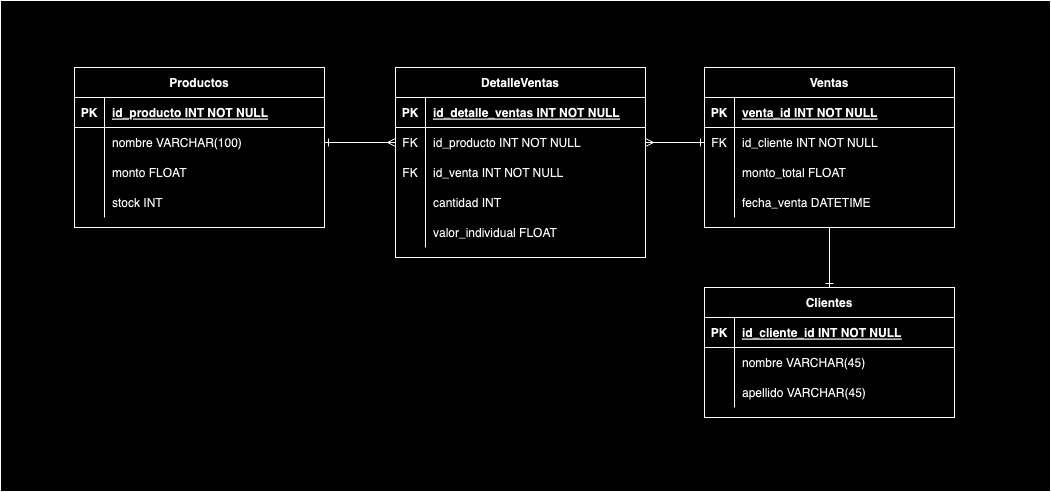 Productos
PK id_producto INT NOT NULL
nombre VARCHAR(100)
monto FLOAT
stock INT
DetalleVentas
PK id_detalle_ventas INT NOT NULL
FK id_producto INT NOT NULL
FK id_venta INT NOT NULL
cantidad INT
valor_individual FLOAT
Ventas
PK venta_id INT NOT NULL
FK id_cliente INT NOT NULL
monto_total FLOAT
fecha_venta DATETIME
Clientes
PK id_cliente_id INT NOT NULL
nombre VARCHAR(45)
apellido VARCHAR(45)